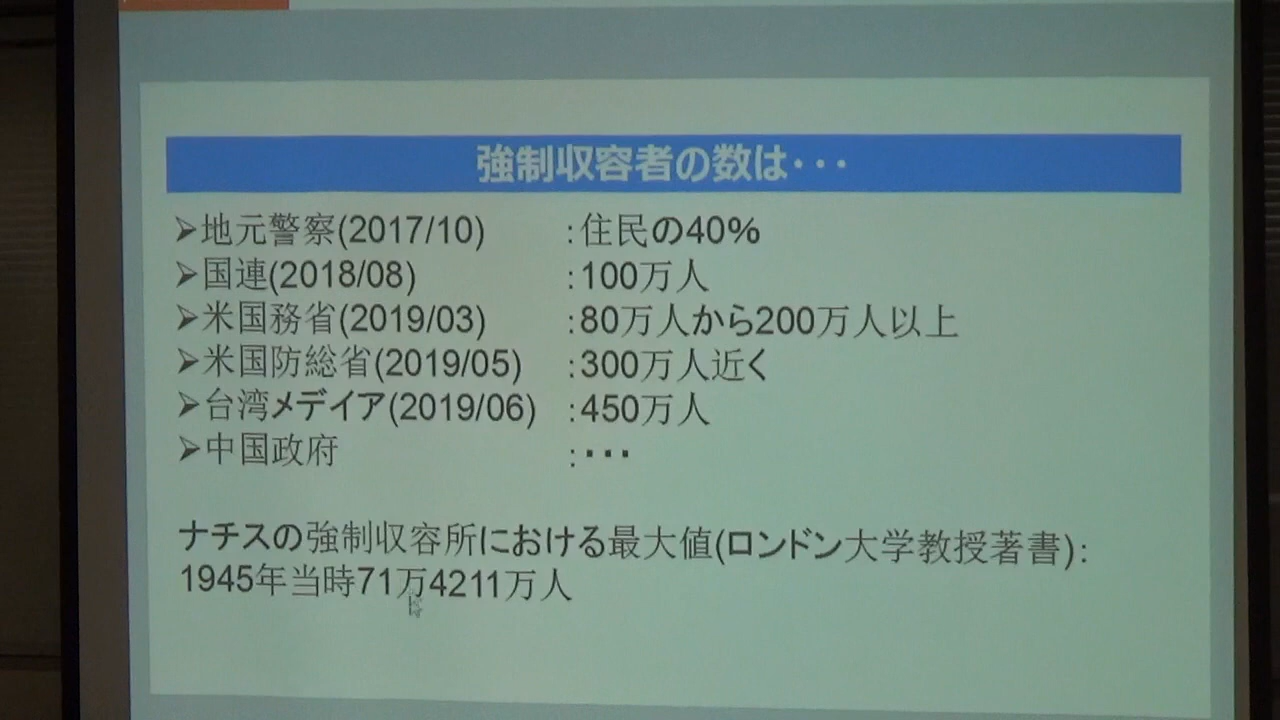 強制収容者の数は・・・
➢地元警察(2017/10) :住民の40%
➢国連(2018/08) :100万人
➢米国務省(2019/03) :80万人から200万人以上
➢米国防総省(2019/05) :300万人近く
➢台湾メデイア(2019/06) :450万人
➢中国政府 :・・・
ナチスの強制収容所における最大値(ロンドン大学教授著書):
1945年当時71万4211万人